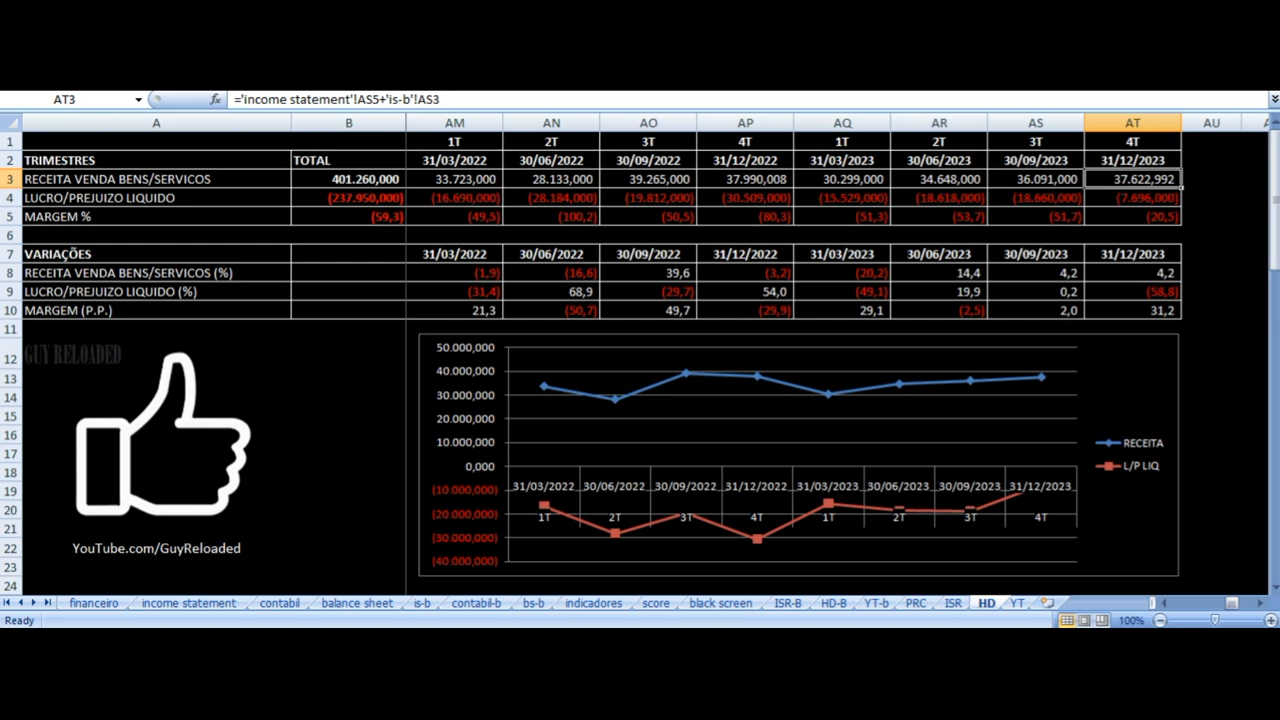 AT3 fx ='income statement'!AS5+'is-b'!AS3
A B AM AN AO AP AQ AR AS AT AU
1 1T 2T 3T 4T 1T 2T 3T 4T
2 TRIMESTRES TOTAL 31/03/2022 30/06/2022 30/09/2022 31/12/2022 31/03/2023 30/06/2023 30/09/2023 31/12/2023
3 RECEITA VENDA BENS/SERVICOS 401.260,000 33.723,000 28.133,000 39.265,000 37.990,008 30.299,000 34.648,000 36.091,000 37.622,992
4 LUCRO/PREJUIZO LIQUIDO (237.950,000) (16.690,000) (28.184,000) (19.812,000) (30.509,000) (15.529,000) (18.618,000) (18.660,000) (7.696,000)
5 MARGEM % (59,3) (49,5) (100,2) (50,5) (80,3) (51,3) (53,7) (51,7) (20,5)
6
7 VARIAÇÕES 31/03/2022 30/06/2022 30/09/2022 31/12/2022 31/03/2023 30/06/2023 30/09/2023 31/12/2023
8 RECEITA VENDA BENS/SERVICOS (%) (1,9) (16,6) 39,6 (3,2) (20,2) 14,4 4,2 4,2
9 LUCRO/PREJUIZO LIQUIDO (%) (31,4) 68,9 (29,7) 54,0 (49,1) 19,9 0,2 (58,8)
10 MARGEM (P.P.) 21,3 (50,7) 49,7 (29,9) 29,1 (2,5) 2,0 31,2
11
12 GUY RELOADED
13
14
15
16
17
18
19
20
21
22
23
24
YouTube.com/GuyReloaded
50.000,000
40.000,000
30.000,000
20.000,000
10.000,000
0,000
(10.000,000)
(20.000,000)
(30.000,000)
(40.000,000)
31/03/2022 30/06/2022 30/09/2022 31/12/2022 31/03/2023 30/06/2023 30/09/2023 31/12/2023
1T 2T 3T 4T 1T 2T 3T 4T
RECEITA
L/P LIQ
financeiro income statement contabil balance sheet is-b contabil-b bs-b indicadores score black screen ISR-B HD-B YT-b PRC ISR HD YT
Ready 100%